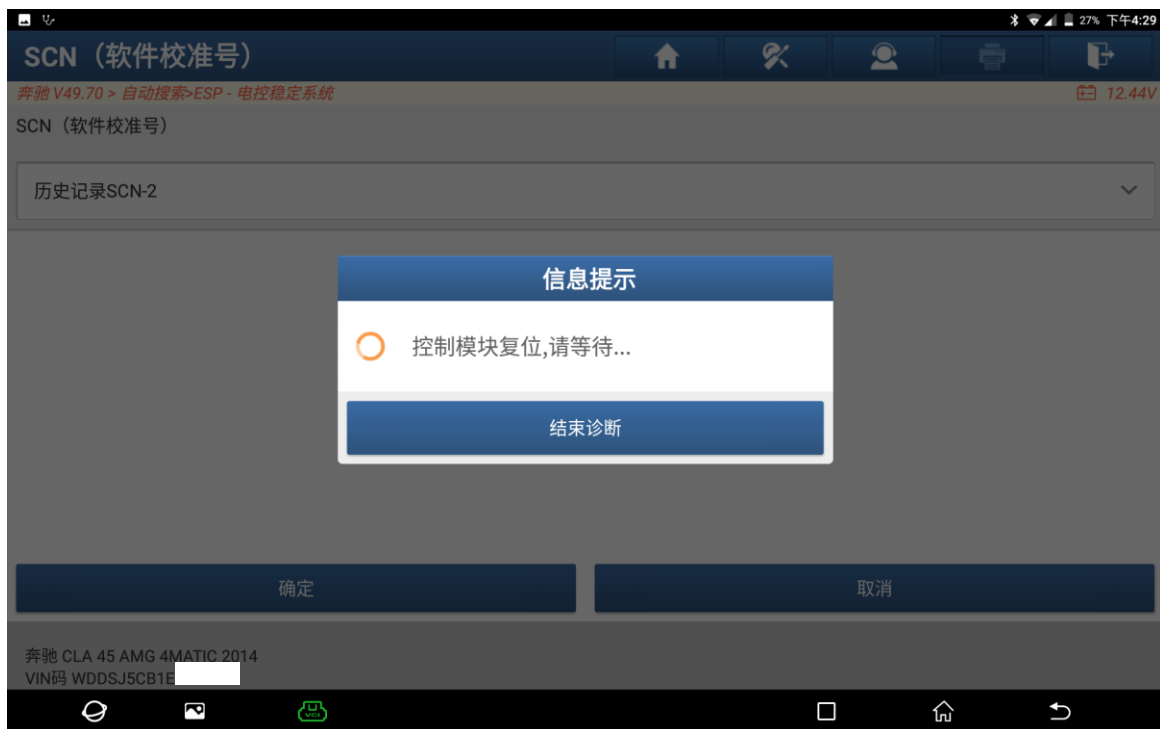 27% 下午4:29
SCN（软件校准号）
奔驰 V49.70 > 自动搜索>ESP - 电控稳定系统
12.44V
SCN（软件校准号）
历史记录SCN-2
信息提示
控制模块复位,请等待...
结束诊断
确定
取消
奔驰 CLA 45 AMG 4MATIC 2014
VIN码 WDDSJ5CB1E
VCI